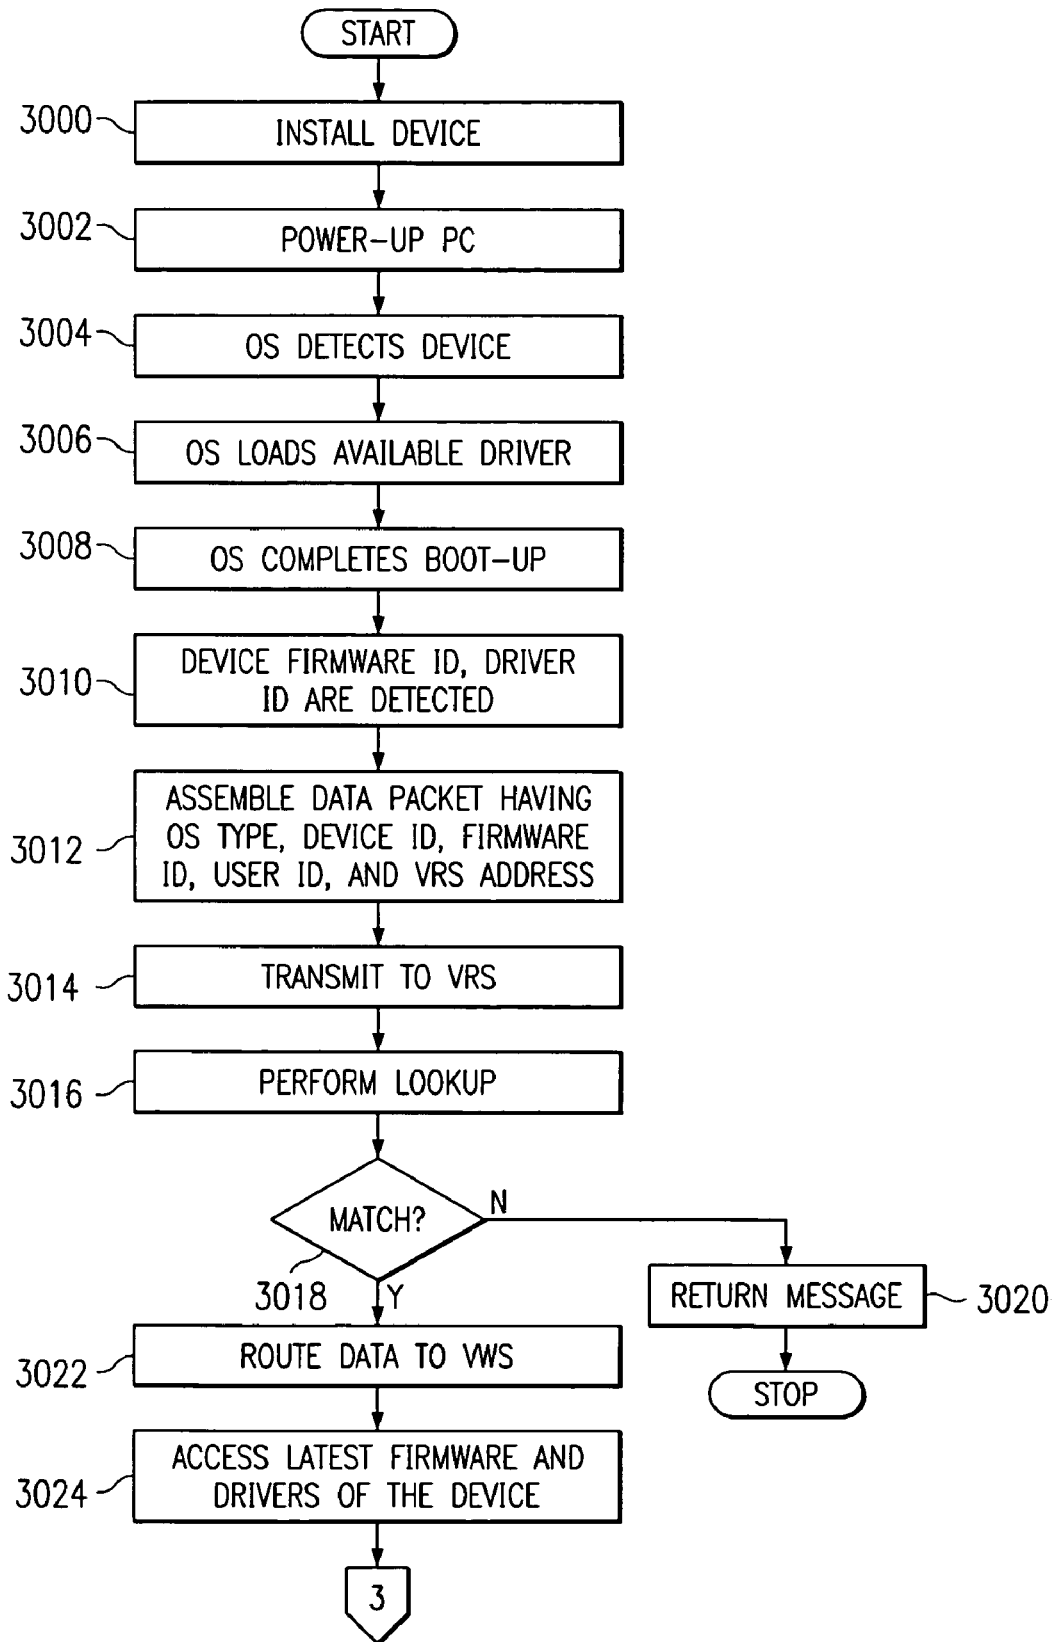 START
3000
INSTALL DEVICE
3002
POWER-UP PC
3004
OS DETECTS DEVICE
3006
OS LOADS AVAILABLE DRIVER
3008
OS COMPLETES BOOT-UP
3010
DEVICE FIRMWARE ID, DRIVER
ID ARE DETECTED
3012
ASSEMBLE DATA PACKET HAVING
OS TYPE, DEVICE ID, FIRMWARE
ID, USER ID, AND VRS ADDRESS
3014
TRANSMIT TO VRS
3016
PERFORM LOOKUP
MATCH?
N
3018
Y
RETURN MESSAGE
3020
STOP
3022
ROUTE DATA TO VWS
3024
ACCESS LATEST FIRMWARE AND
DRIVERS OF THE DEVICE
3